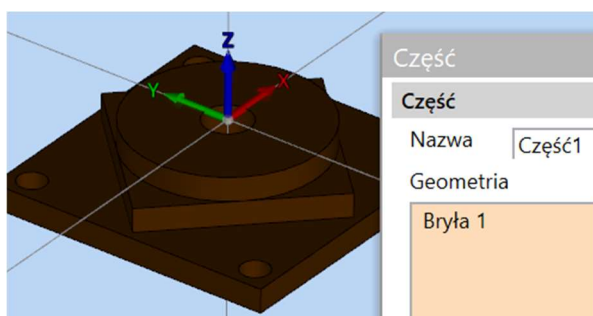 Z
X
Y
Część
Część
Nazwa Część1
Geometria
Bryła 1